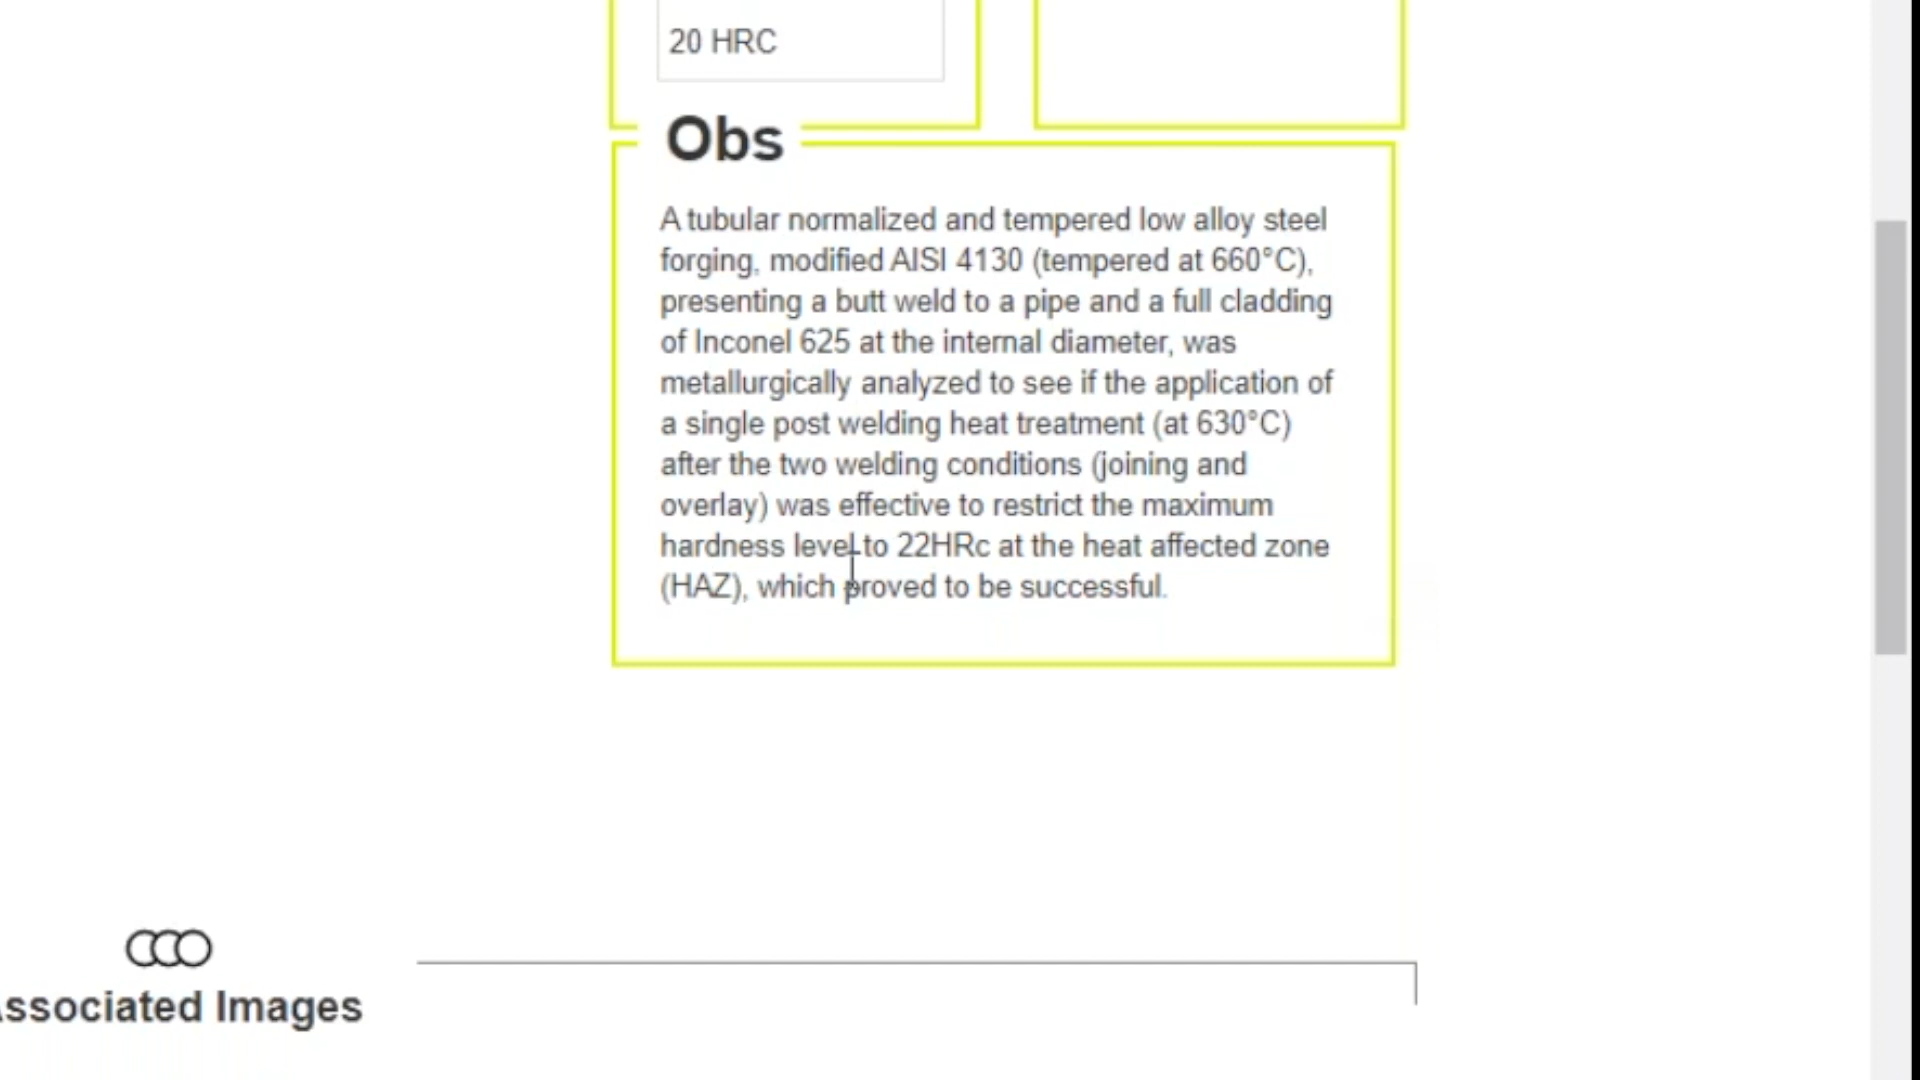 20 HRC
Obs
A tubular normalized and tempered low alloy steel
forging, modified AISI 4130 (tempered at 660°C),
presenting a butt weld to a pipe and a full cladding
of Inconel 625 at the internal diameter, was
metallurgically analyzed to see if the application of
a single post welding heat treatment (at 630°C)
after the two welding conditions (joining and
overlay) was effective to restrict the maximum
hardness level to 22HRc at the heat affected zone
(HAZ), which proved to be successful.
ssociated Images